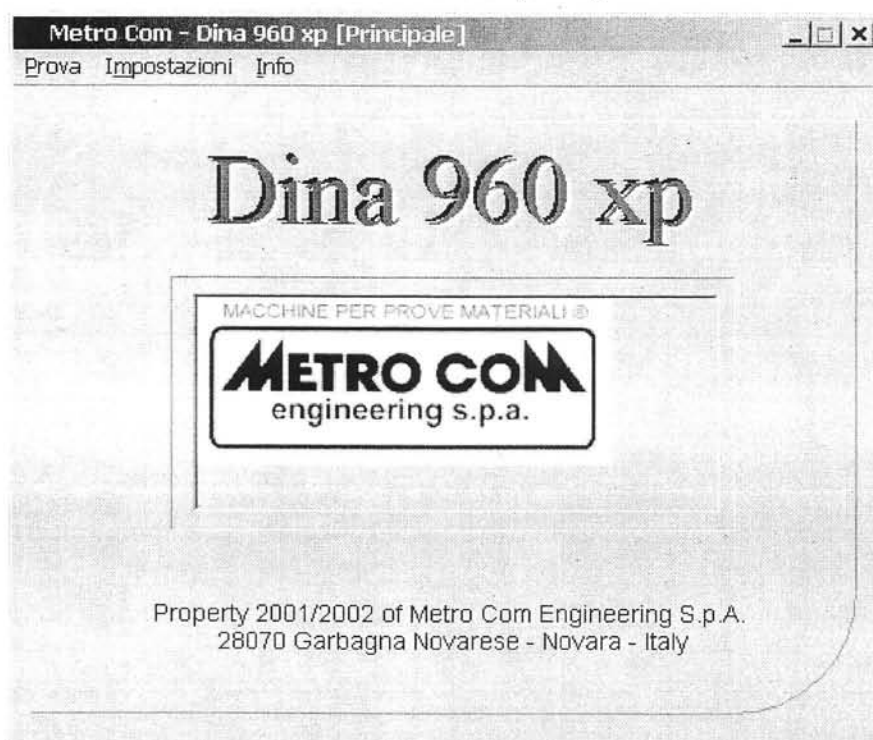 Metro Com - Dina 960 xp [Principale]
Prova Impostazioni Info
Dina 960 xp
MACCHINE PER PROVE MATERIALI ®
METRO COM
engineering s.p.a.
Property 2001/2002 of Metro Com Engineering S.p.A.
28070 Garbagna Novarese - Novara - Italy